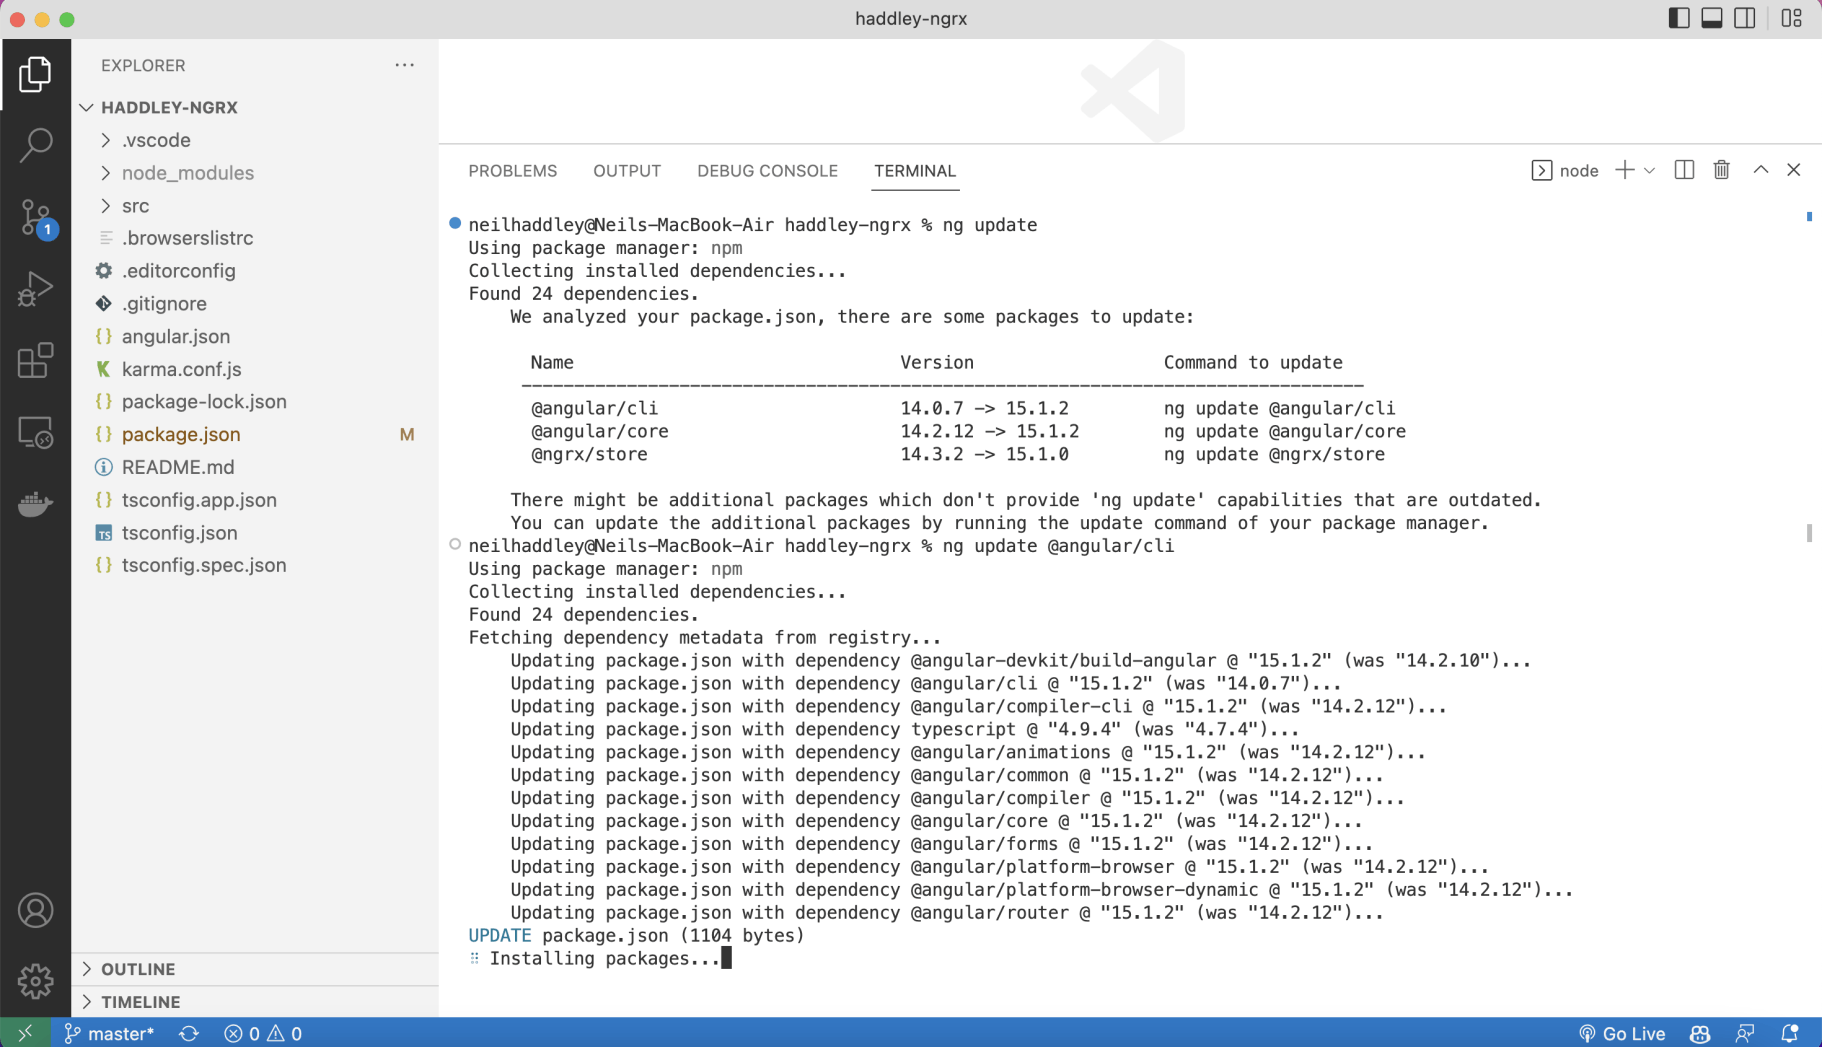 haddley-ngrx
EXPLORER
HADDLEY-NGRX
.vscode
node_modules
src
.browserslistrc
.editorconfig
.gitignore
angular.json
karma.conf.js
package-lock.json
package.json M
README.md
tsconfig.app.json
tsconfig.json
tsconfig.spec.json
OUTLINE
TIMELINE
1
PROBLEMS OUTPUT DEBUG CONSOLE TERMINAL
node
neilhaddley@Neils-MacBook-Air haddley-ngrx % ng update
Using package manager: npm
Collecting installed dependencies...
Found 24 dependencies.
We analyzed your package.json, there are some packages to update:
Name Version Command to update
--------------------------------------------------------------------------------
@angular/cli 14.0.7 -> 15.1.2 ng update @angular/cli
@angular/core 14.2.12 -> 15.1.2 ng update @angular/core
@ngrx/store 14.3.2 -> 15.1.0 ng update @ngrx/store
There might be additional packages which don't provide 'ng update' capabilities that are outdated.
You can update the additional packages by running the update command of your package manager.
neilhaddley@Neils-MacBook-Air haddley-ngrx % ng update @angular/cli
Using package manager: npm
Collecting installed dependencies...
Found 24 dependencies.
Fetching dependency metadata from registry...
Updating package.json with dependency @angular-devkit/build-angular @ "15.1.2" (was "14.2.10")...
Updating package.json with dependency @angular/cli @ "15.1.2" (was "14.0.7")...
Updating package.json with dependency @angular/compiler-cli @ "15.1.2" (was "14.2.12")...
Updating package.json with dependency typescript @ "4.9.4" (was "4.7.4")...
Updating package.json with dependency @angular/animations @ "15.1.2" (was "14.2.12")...
Updating package.json with dependency @angular/common @ "15.1.2" (was "14.2.12")...
Updating package.json with dependency @angular/compiler @ "15.1.2" (was "14.2.12")...
Updating package.json with dependency @angular/core @ "15.1.2" (was "14.2.12")...
Updating package.json with dependency @angular/forms @ "15.1.2" (was "14.2.12")...
Updating package.json with dependency @angular/platform-browser @ "15.1.2" (was "14.2.12")...
Updating package.json with dependency @angular/platform-browser-dynamic @ "15.1.2" (was "14.2.12")...
Updating package.json with dependency @angular/router @ "15.1.2" (was "14.2.12")...
UPDATE package.json (1104 bytes)
Installing packages...
master* 0 0 Go Live